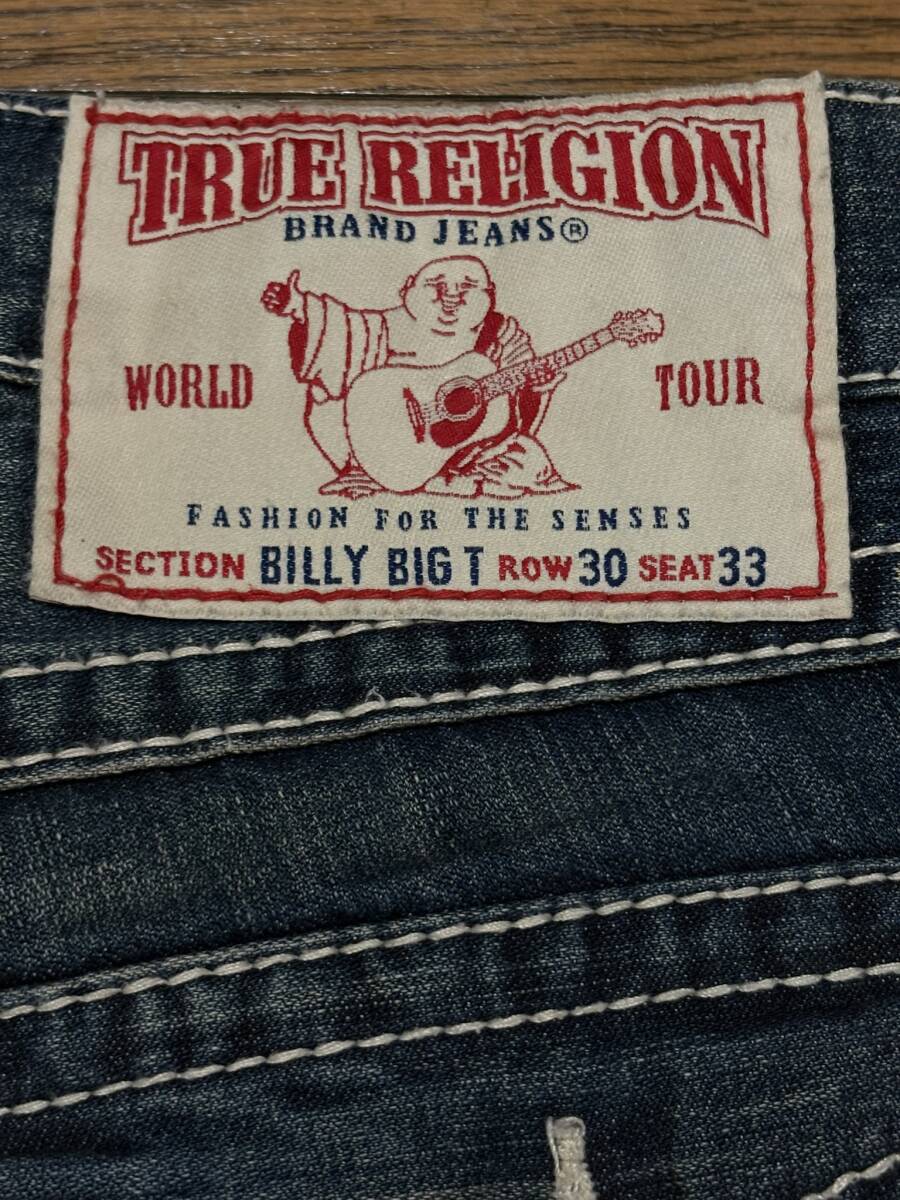 TRUE RELIGION
BRAND JEANS®
WORLD TOUR
FASHION FOR THE SENSES
SECTION BILLY BIG T ROW 30 SEAT 33